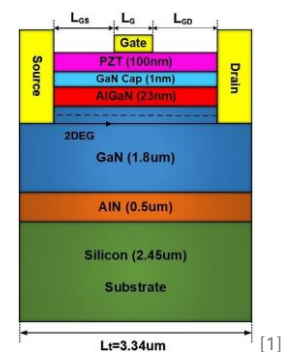 L_GS L_G L_GD
Gate
Source
Drain
PZT (100nm)
GaN Cap (1nm)
AlGaN (23nm)
2DEG
GaN (1.8um)
AlN (0.5um)
Silicon (2.45um)
Substrate
Lt=3.34um
[1]